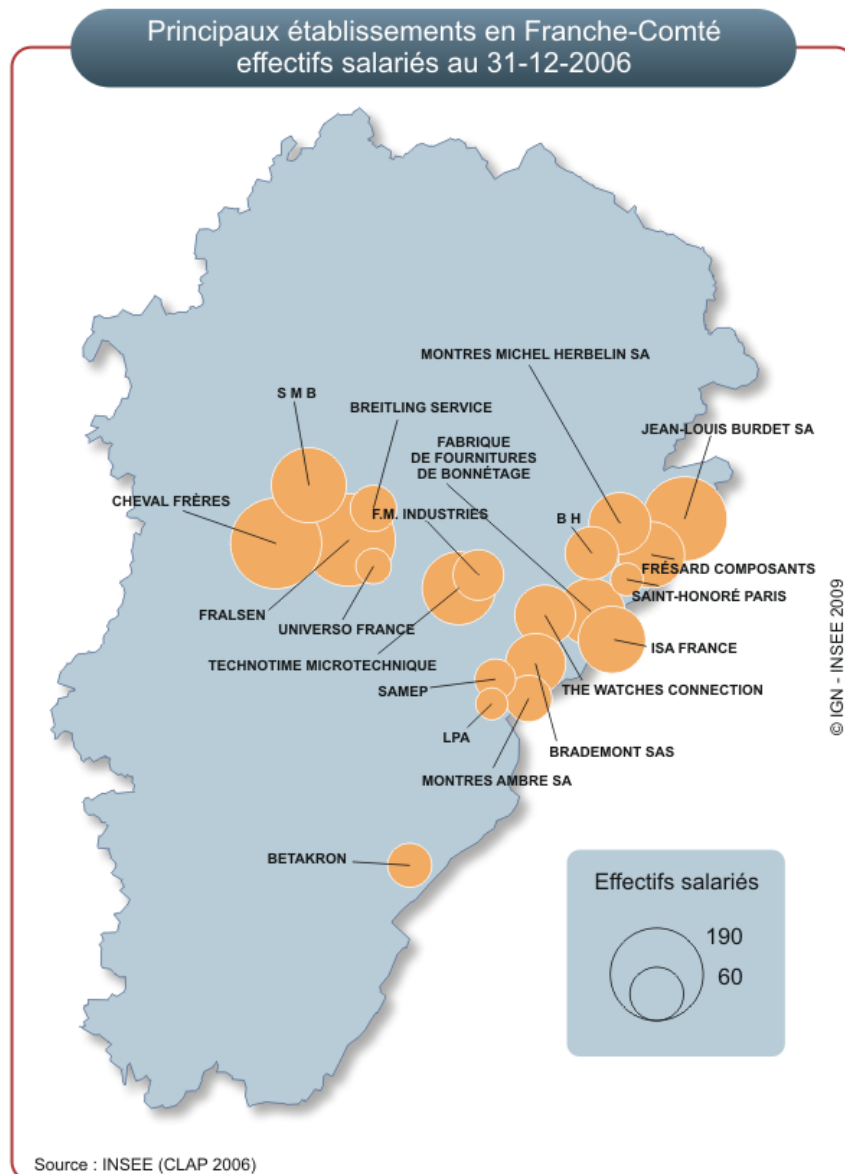 Principaux établissements en Franche-Comté
effectifs salariés au 31-12-2006
MONTRES MICHEL HERBELIN SA
S M B
BREITLING SERVICE
JEAN-LOUIS BURDET SA
FABRIQUE
DE FOURNITURES
DE BONNÉTAGE
CHEVAL FRÈRES
F.M. INDUSTRIES
B H
FRÉSARD COMPOSANTS
SAINT-HONORÉ PARIS
FRALSEN
UNIVERSO FRANCE
ISA FRANCE
TECHNOTIME MICROTECHNIQUE
SAMEP
THE WATCHES CONNECTION
LPA
BRADEMONT SAS
MONTRES AMBRE SA
BETAKRON
Effectifs salariés
190
60
© IGN - INSEE 2009
Source : INSEE (CLAP 2006)